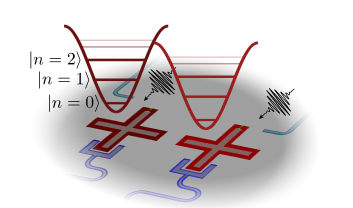 |n = 2⟩
|n = 1⟩
|n = 0⟩